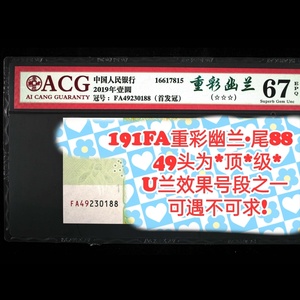 ACG
AI CANG GUARANTY
中国人民银行
2019年壹圆
冠号：FA49230188（首发冠）
16617815
重彩幽兰
(☆☆☆)
67
EPQ
Superb Gem Unc
191FA重彩幽兰·尾88
49头为*顶*级*
U兰效果号段之一
可遇不可求!
FA49230188